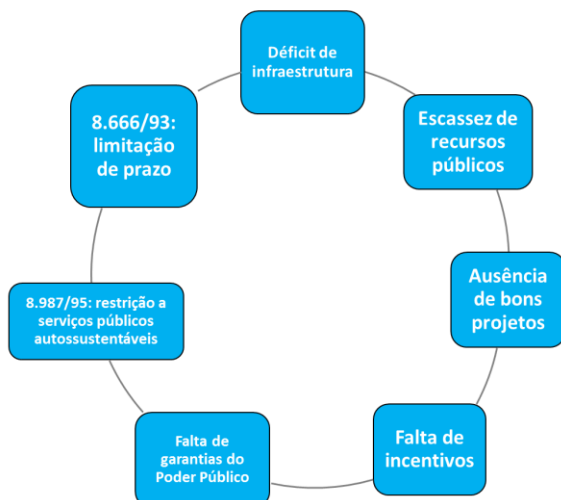 Déficit de
infraestrutura
Escassez de
recursos
públicos
Ausência
de bons
projetos
Falta de
incentivos
Falta de
garantias do
Poder Público
8.987/95: restrição a
serviços públicos
autossustentáveis
8.666/93:
limitação
de prazo